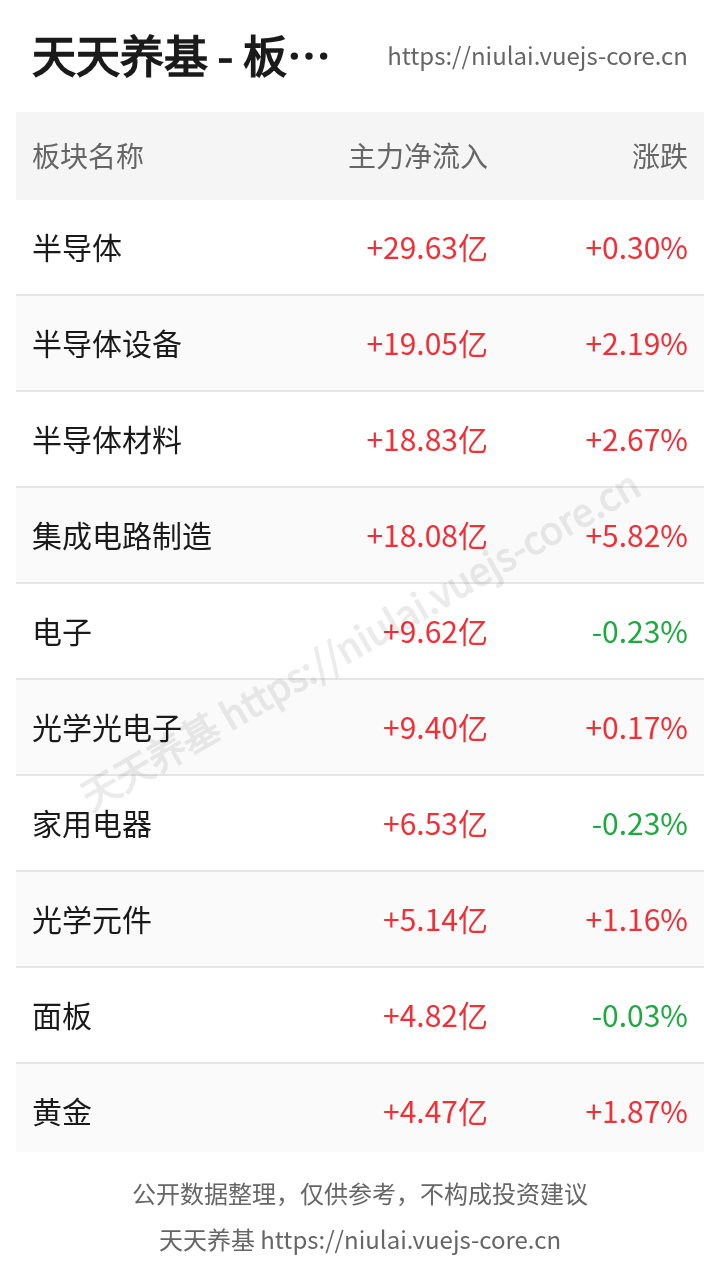 天天养基 - 板…
https://niulai.vuejs-core.cn
板块名称 主力净流入 涨跌
半导体 +29.63亿 +0.30%
半导体设备 +19.05亿 +2.19%
半导体材料 +18.83亿 +2.67%
集成电路制造 +18.08亿 +5.82%
电子 +9.62亿 -0.23%
光学光电子 +9.40亿 +0.17%
家用电器 +6.53亿 -0.23%
光学元件 +5.14亿 +1.16%
面板 +4.82亿 -0.03%
黄金 +4.47亿 +1.87%
天天养基 https://niulai.vuejs-core.cn
公开数据整理，仅供参考，不构成投资建议
天天养基 https://niulai.vuejs-core.cn